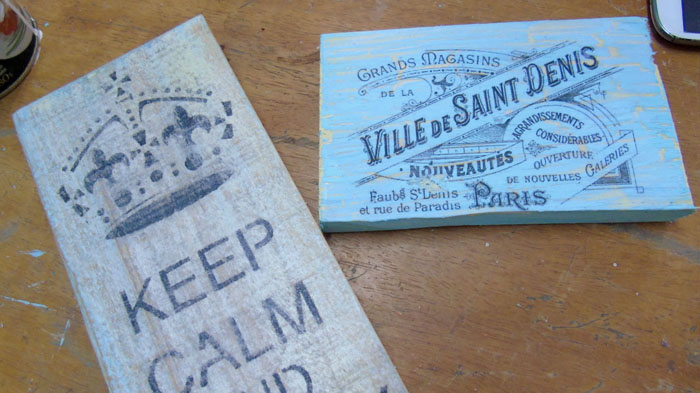 KEEP
CALM
AND
GRANDS MAGASINS
DE LA
VILLE DE SAINT DENIS
NOUVEAUTÉS
AGRANDISSEMENTS
CONSIDÉRABLES
OUVERTURE
DE NOUVELLES GALERIES
Faubg St Denis
et rue de Paradis
PARIS